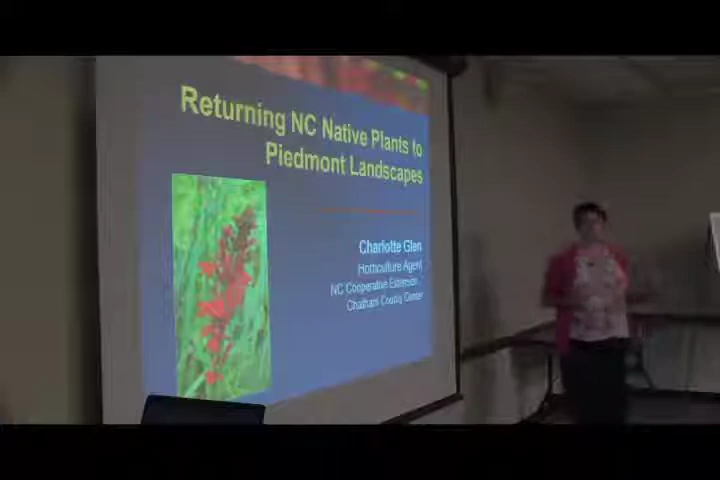 Returning NC Native Plants to
Piedmont Landscapes
Charlotte Glen
Horticulture Agent
NC Cooperative Extension,
Chatham County Center